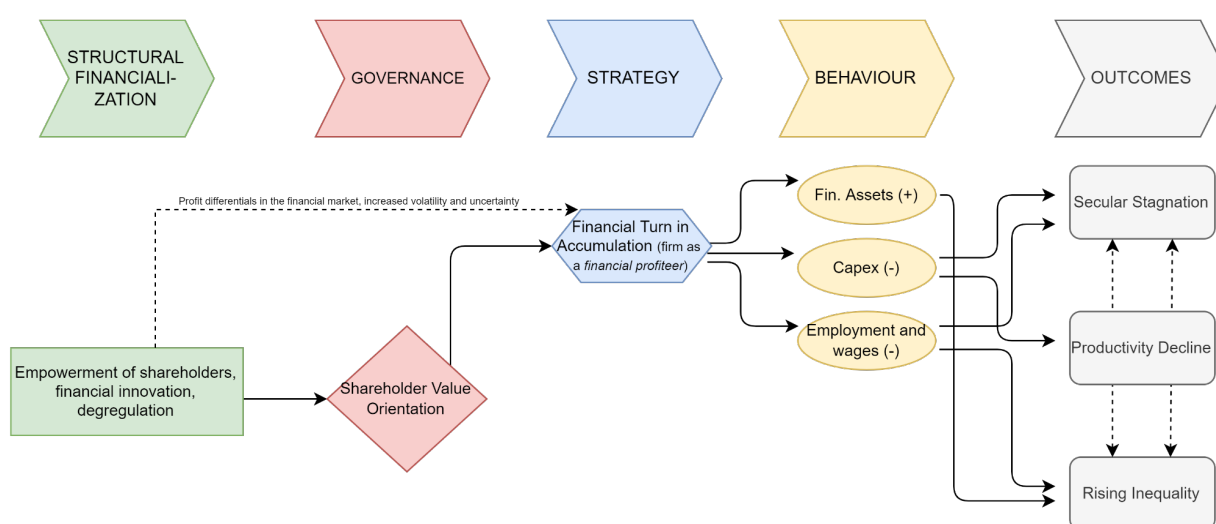 STRUCTURAL
FINANCIALI-
ZATION
GOVERNANCE
STRATEGY
BEHAVIOUR
OUTCOMES
Profit differentials in the financial market, increased volatility and uncertainty
Fin. Assets (+)
Secular Stagnation
Financial Turn in
Accumulation (firm as
a financial profiteer)
Capex (-)
Employment and
wages (-)
Productivity Decline
Empowerment of shareholders,
financial innovation,
degregulation
Shareholder Value
Orientation
Rising Inequality